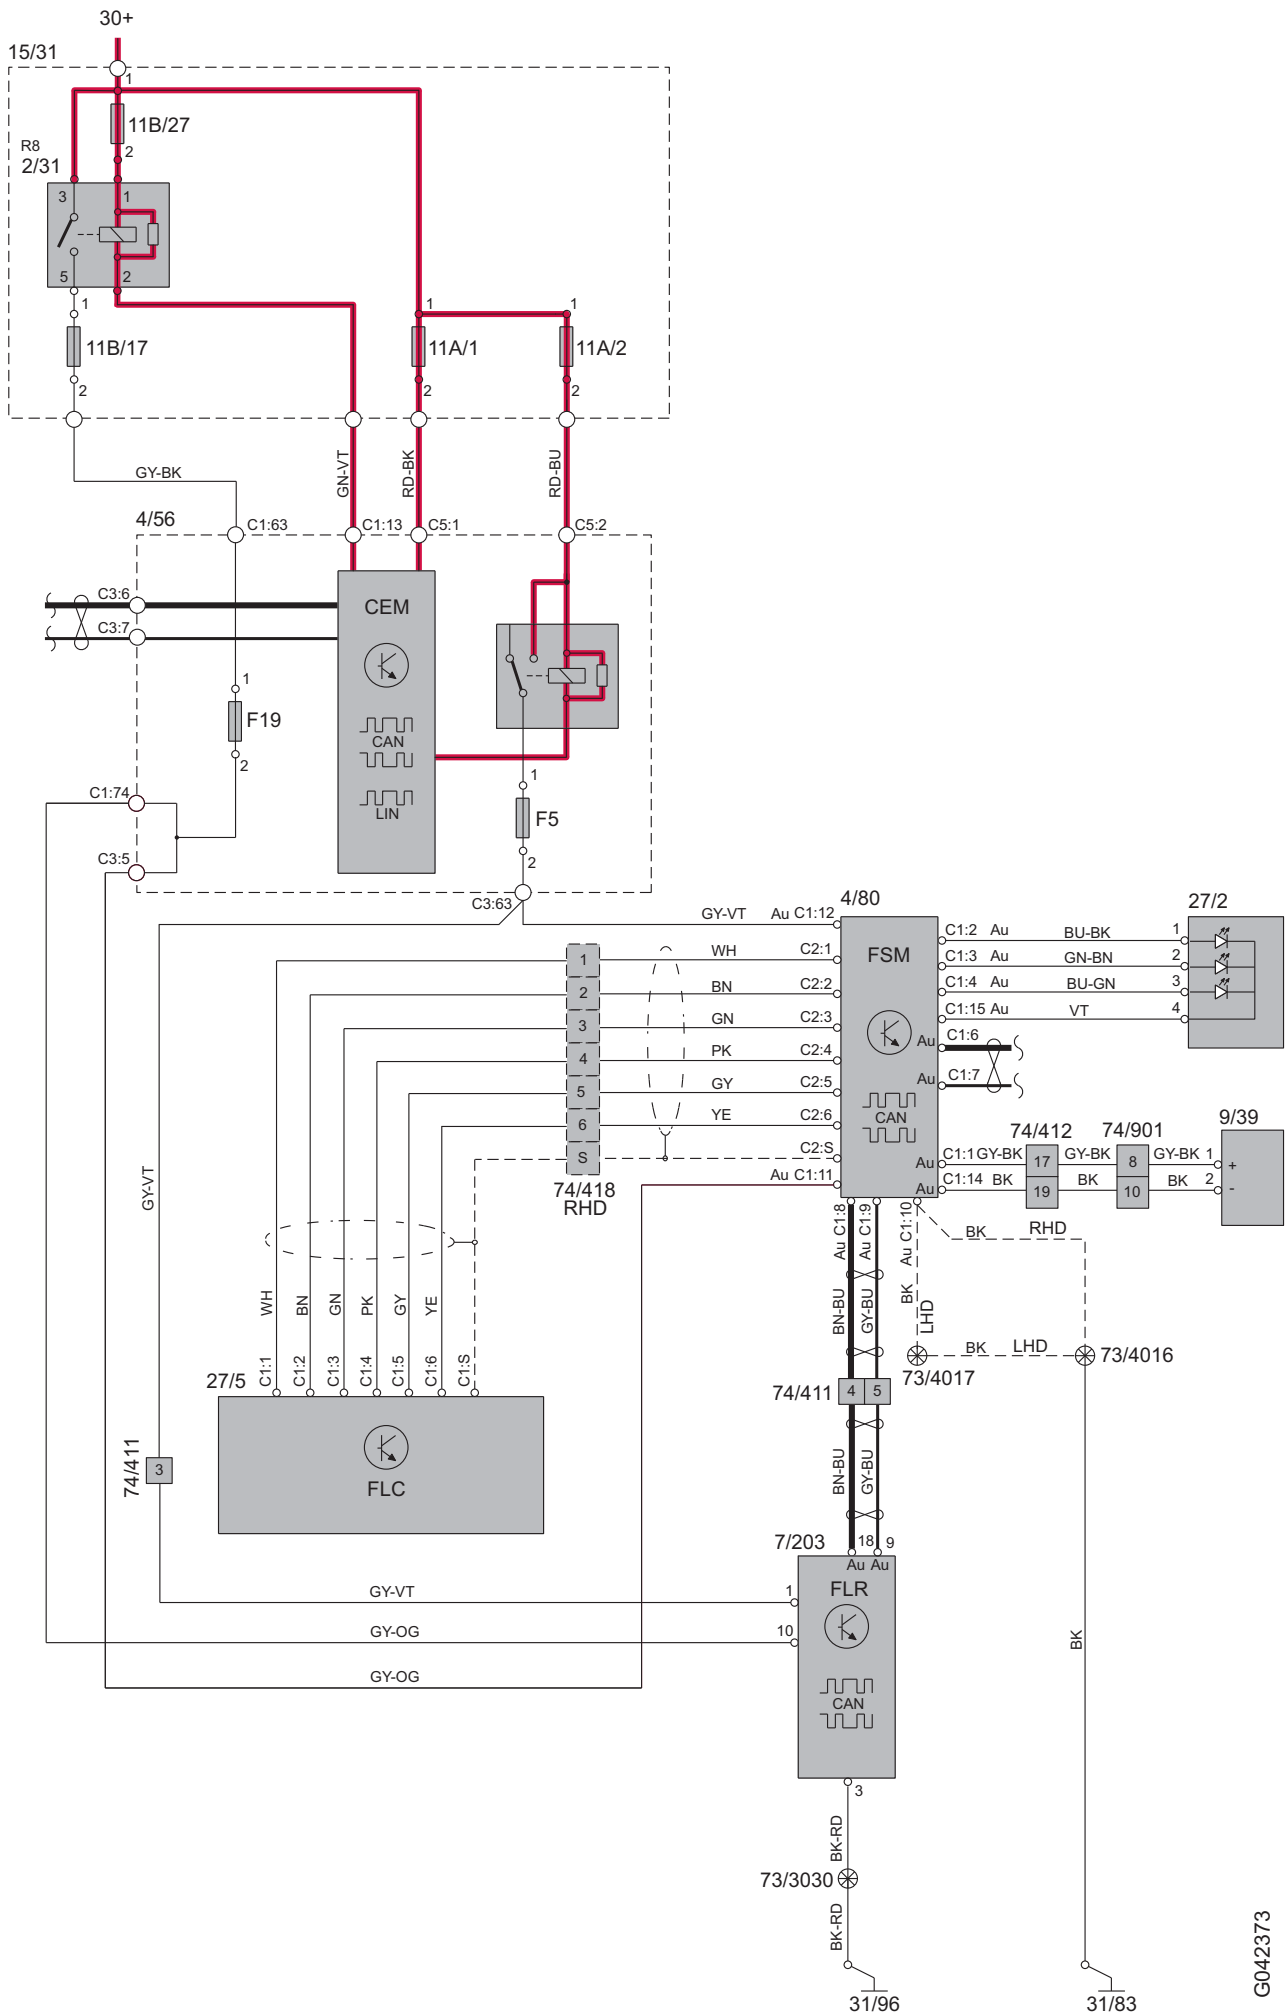 30+
15/31
1
11B/27
R8
2
2/31
3
1
5
2
1
1
1
11B/17
11A/1
11A/2
2
2
2
GY-BK
GN-VT
RD-BK
RD-BU
4/56
C1:63
C1:13
C5:1
C5:2
C3:6
C3:7
CEM
CAN
LIN
1
F19
2
C1:74
C3:5
1
F5
2
C3:63
4/80
27/2
GY-VT
Au C1:12
FSM
C1:2 Au
BU-BK
1
WH
C2:1
1
C1:3 Au
GN-BN
2
BN
C2:2
2
C1:4 Au
BU-GN
3
GN
C2:3
3
C1:15 Au
VT
4
PK
C2:4
4
Au
C1:6
GY
C2:5
5
Au
C1:7
YE
C2:6
6
CAN
74/412
74/901
9/39
C2:S
S
Au
C1:1
GY-BK
17
GY-BK
8
GY-BK
1
+
Au C1:11
Au
C1:14
BK
19
BK
10
BK
2
-
74/418
RHD
GY-VT
Au C1:8
Au C1:9
Au C1:10
BK
RHD
BN-BU
GY-BU
BK
LHD
BK
LHD
73/4016
73/4017
WH
BN
GN
PK
GY
YE
C1:1
C1:2
C1:3
C1:4
C1:5
C1:6
C1:S
27/5
74/411
4
5
74/411
3
FLC
BN-BU
GY-BU
7/203
18
9
Au
Au
FLR
GY-VT
1
GY-OG
10
GY-OG
CAN
BK
3
BK-RD
73/3030
BK-RD
31/96
31/83
G042373